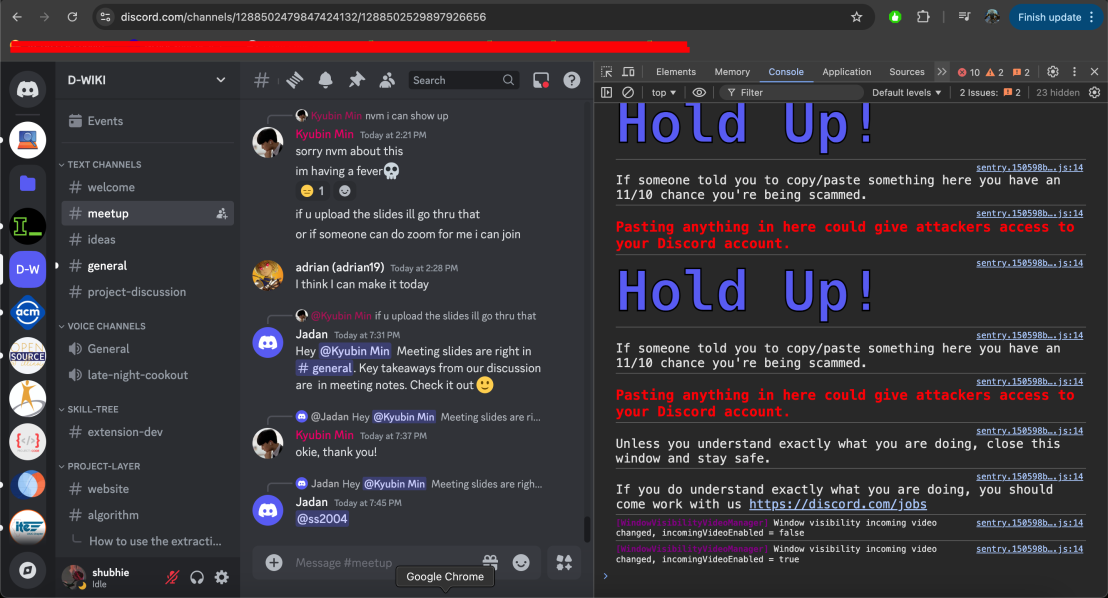 discord.com/channels/1288502479847424132/1288502529897926656
Finish update
D-WIKI
Events
TEXT CHANNELS
# welcome
# meetup
# ideas
# general
# project-discussion
VOICE CHANNELS
General
late-night-cookout
SKILL-TREE
# extension-dev
PROJECT-LAYER
# website
# algorithm
How to use the extracti...
D-W
acm
OPEN
SOURCE
shubhie
Idle
Search
Kyubin Min nvm i can show up
Kyubin Min Today at 2:21 PM
sorry nvm about this
im having a fever💀
😑 1
if u upload the slides ill go thru that
or if someone can do zoom for me i can join
adrian (adrian19) Today at 2:28 PM
I think I can make it today
@Kyubin Min if u upload the slides ill go thru that
Jadan Today at 7:31 PM
Hey @Kyubin Min Meeting slides are right in
# general. Key takeaways from our discussion
are in meeting notes. Check it out 🙂
@Jadan Hey @Kyubin Min Meeting slides are ri...
Kyubin Min Today at 7:37 PM
okie, thank you!
Jadan Hey @Kyubin Min Meeting slides are righ...
Jadan Today at 7:45 PM
@ss2004
Message #meetup
Google Chrome
Elements Memory Console Application Sources 10 2 2
top Filter Default levels 2 Issues: 2 23 hidden
Hold Up!
sentry.150598b….js:14
If someone told you to copy/paste something here you have an
11/10 chance you're being scammed.
sentry.150598b….js:14
Pasting anything in here could give attackers access to
your Discord account.
sentry.150598b….js:14
Hold Up!
sentry.150598b….js:14
If someone told you to copy/paste something here you have an
11/10 chance you're being scammed.
sentry.150598b….js:14
Pasting anything in here could give attackers access to
your Discord account.
sentry.150598b….js:14
Unless you understand exactly what you are doing, close this
window and stay safe.
sentry.150598b….js:14
If you do understand exactly what you are doing, you should
come work with us https://discord.com/jobs
[WindowVisibilityVideoManager] Window visibility incoming video sentry.150598b….js:14
changed, incomingVideoEnabled = false
[WindowVisibilityVideoManager] Window visibility incoming video sentry.150598b….js:14
changed, incomingVideoEnabled = true